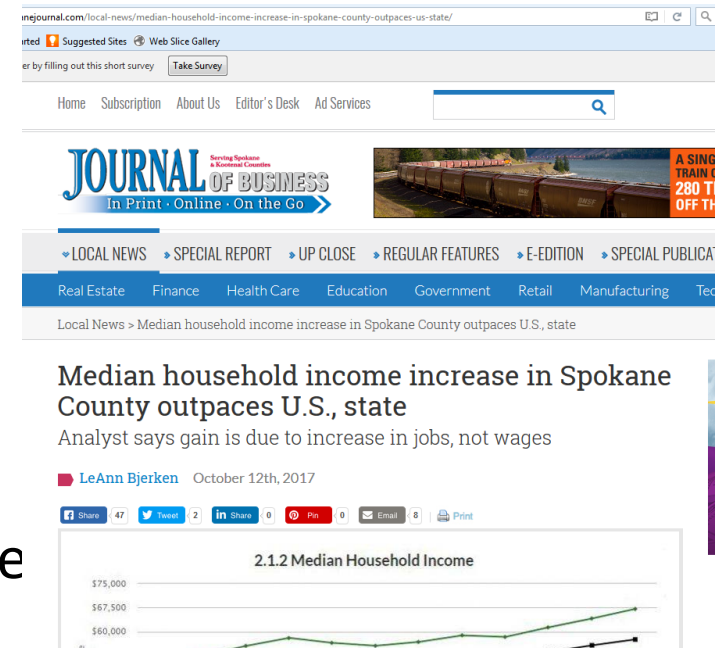 nejournal.com/local-news/median-household-income-increase-in-spokane-county-outpaces-us-state/
Suggested Sites Web Slice Gallery
er by filling out this short survey Take Survey
Home Subscription About Us Editor's Desk Ad Services
JOURNAL OF BUSINESS
Serving Spokane
& Kootenai Counties
In Print · Online · On the Go
A SING
TRAIN
280 T
OFF TH
LOCAL NEWS SPECIAL REPORT UP CLOSE REGULAR FEATURES E-EDITION SPECIAL PUBLICAT
Real Estate Finance Health Care Education Government Retail Manufacturing Tec
Local News > Median household income increase in Spokane County outpaces U.S., state
Median household income increase in Spokane
County outpaces U.S., state
Analyst says gain is due to increase in jobs, not wages
LeAnn Bjerken October 12th, 2017
Share 47 Tweet 2 Share 0 Pin 0 Email 8 Print
e
2.1.2 Median Household Income
$75,000
$67,500
$60,000